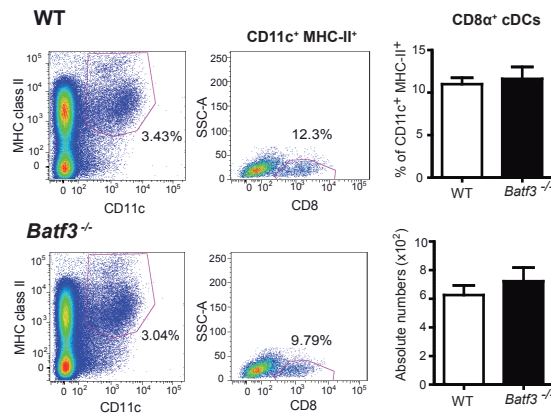 WT
CD11c⁺ MHC-II⁺
CD8α⁺ cDCs
MHC class II
10⁵
10⁴
10³
10²
0
3.43%
0 10² 10³ 10⁴ 10⁵
CD11c
SSC-A
250
200
150
100
50
0
12.3%
0 10² 10³ 10⁴ 10⁵
CD8
% of CD11c⁺ MHC-II⁺
15
10
5
0
WT Batf3 -/-
Batf3 -/-
MHC class II
10⁵
10⁴
10³
10²
0
3.04%
0 10² 10³ 10⁴ 10⁵
CD11c
SSC-A
250
200
150
100
50
0
9.79%
0 10² 10³ 10⁴ 10⁵
CD8
Absolute numbers (x10²)
10
8
6
4
2
0
WT Batf3 -/-